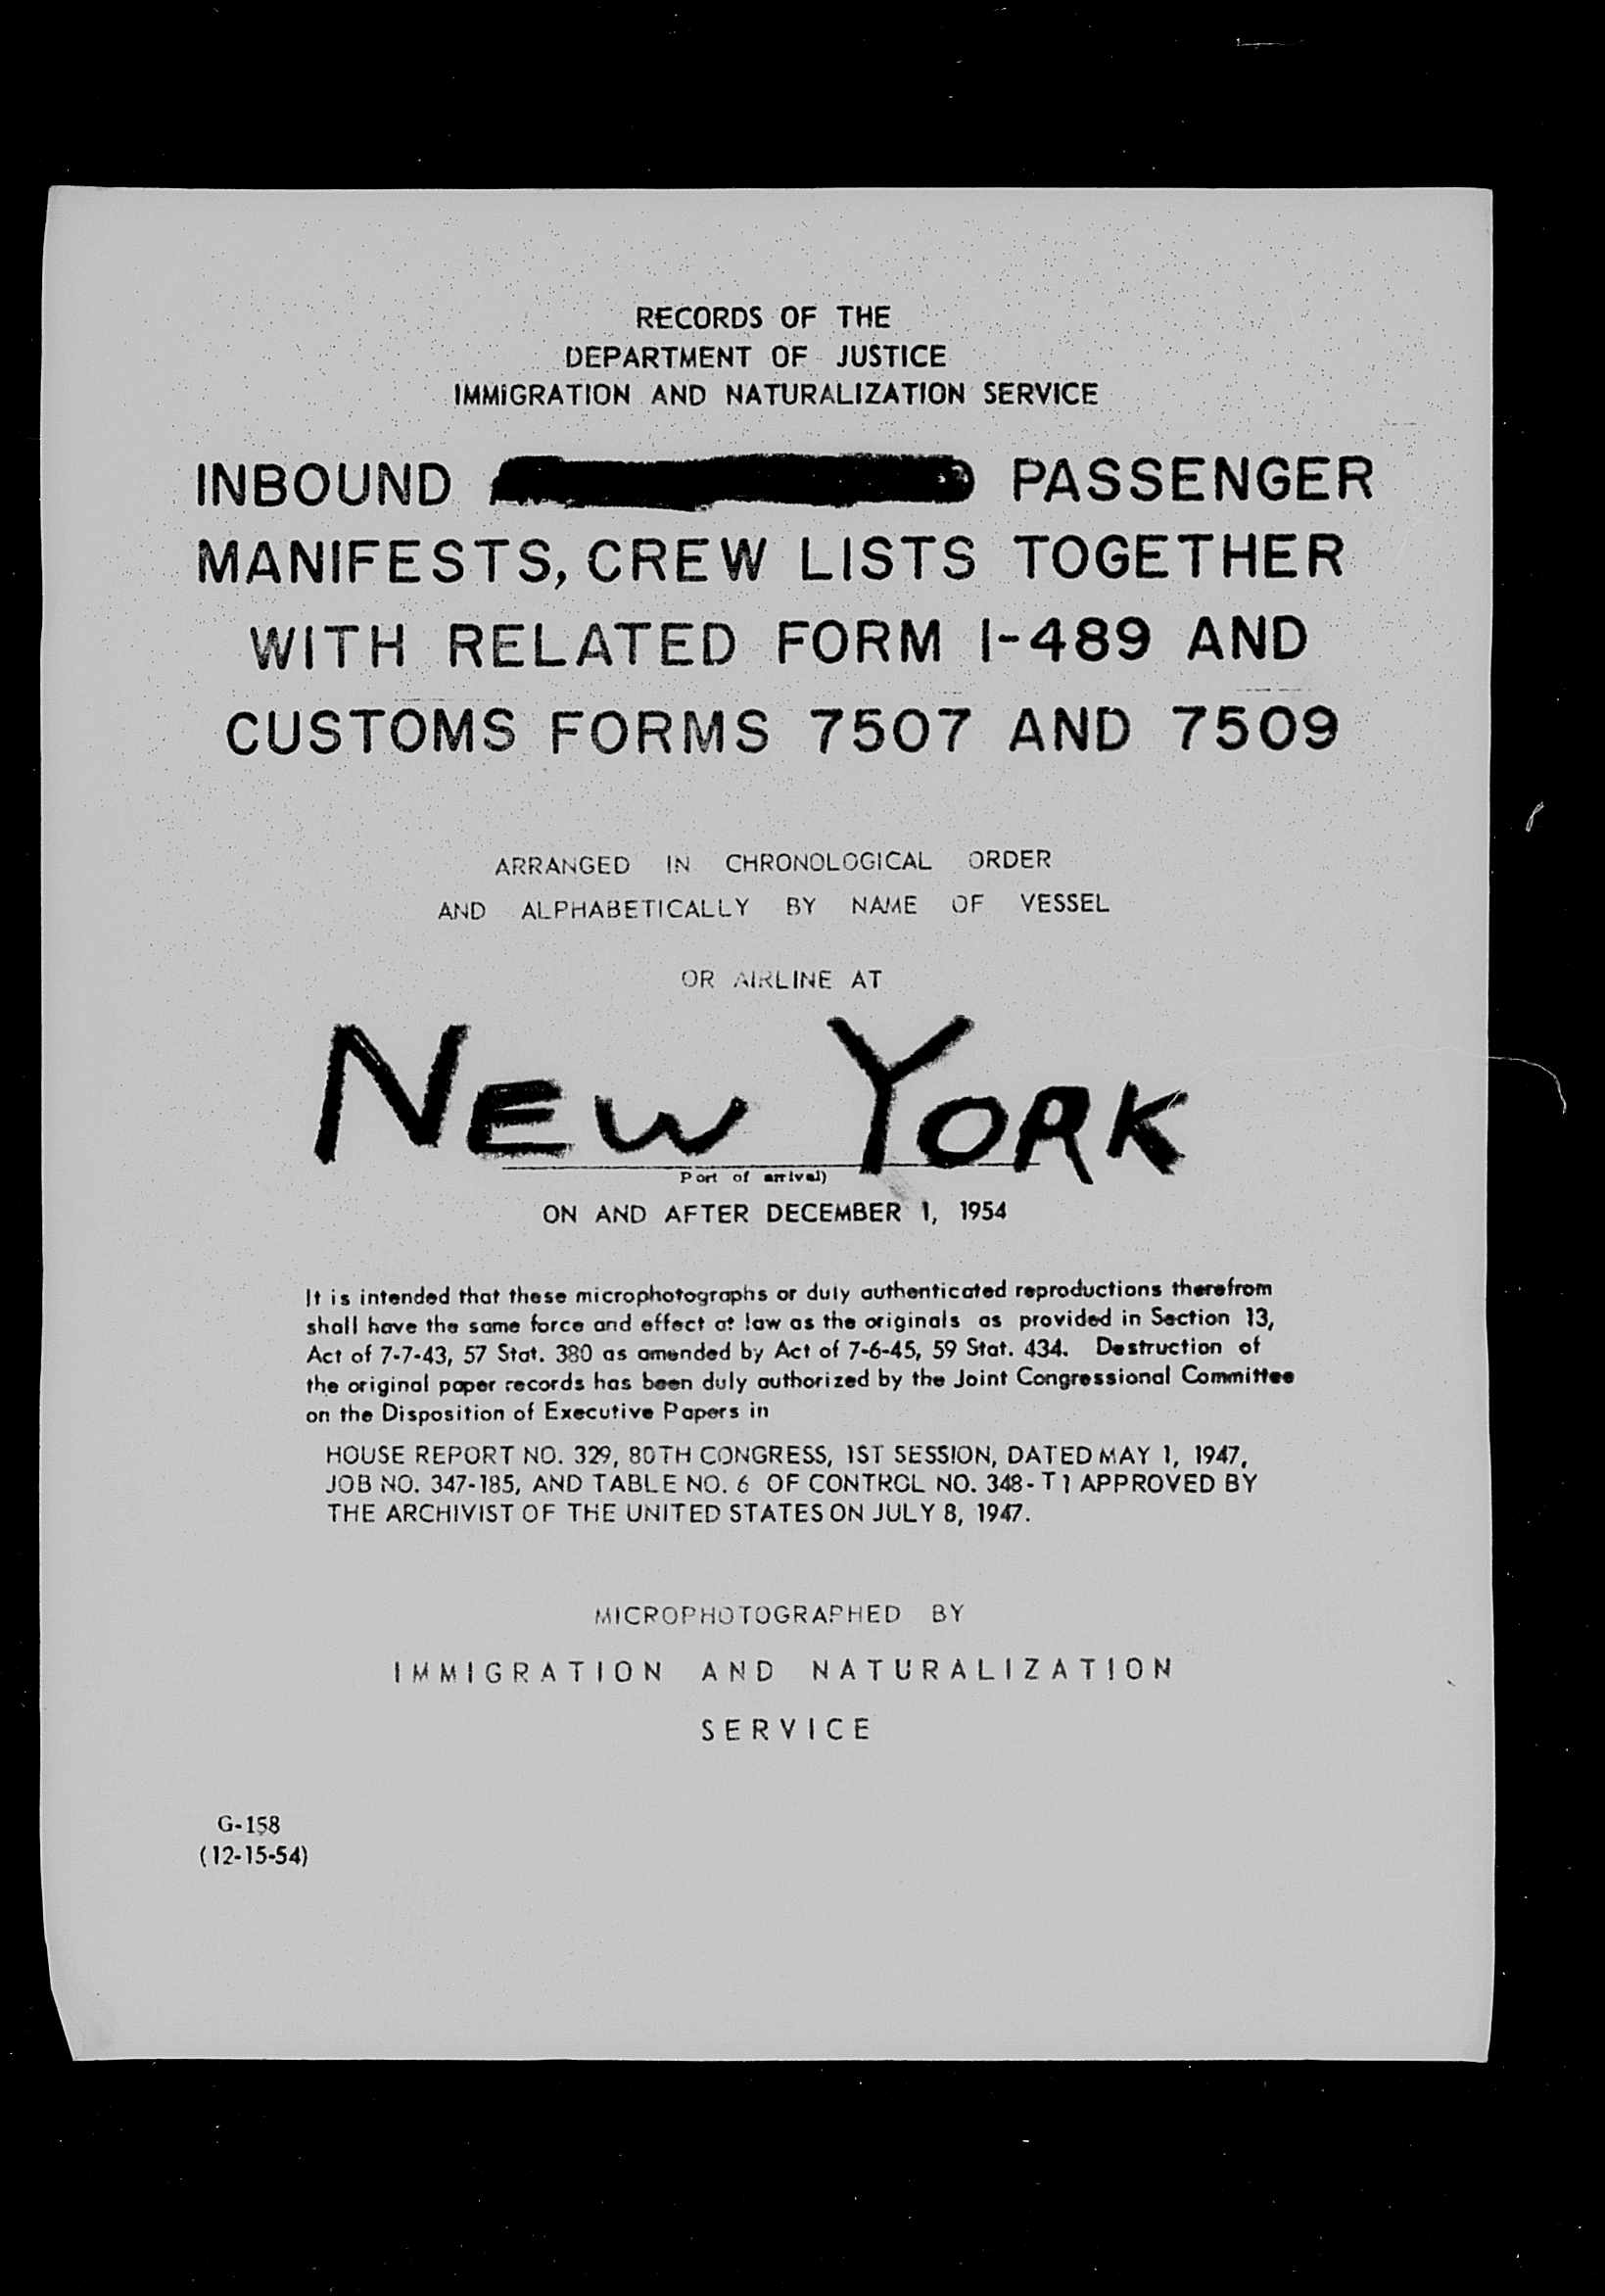 RECORDS OF THE
DEPARTMENT OF JUSTICE
IMMIGRATION AND NATURALIZATION SERVICE
INBOUND PASSENGER
MANIFESTS, CREW LISTS TOGETHER
WITH RELATED FORM I-489 AND
CUSTOMS FORMS 7507 AND 7509
ARRANGED IN CHRONOLOGICAL ORDER
AND ALPHABETICALLY BY NAME OF VESSEL
OR AIRLINE AT
NEW YORK
Port of arrival)
ON AND AFTER DECEMBER 1, 1954
It is intended that these microphotographs or duly authenticated reproductions therefrom
shall have the same force and effect at law as the originals as provided in Section 13,
Act of 7-7-43, 57 Stat. 380 as amended by Act of 7-6-45, 59 Stat. 434. Destruction of
the original paper records has been duly authorized by the Joint Congressional Committee
on the Disposition of Executive Papers in
HOUSE REPORT NO. 329, 80TH CONGRESS, 1ST SESSION, DATED MAY 1, 1947,
JOB NO. 347-185, AND TABLE NO. 6 OF CONTROL NO. 348-T1 APPROVED BY
THE ARCHIVIST OF THE UNITED STATES ON JULY 8, 1947.
MICROPHOTOGRAPHED BY
IMMIGRATION AND NATURALIZATION
SERVICE
G-158
(12-15-54)